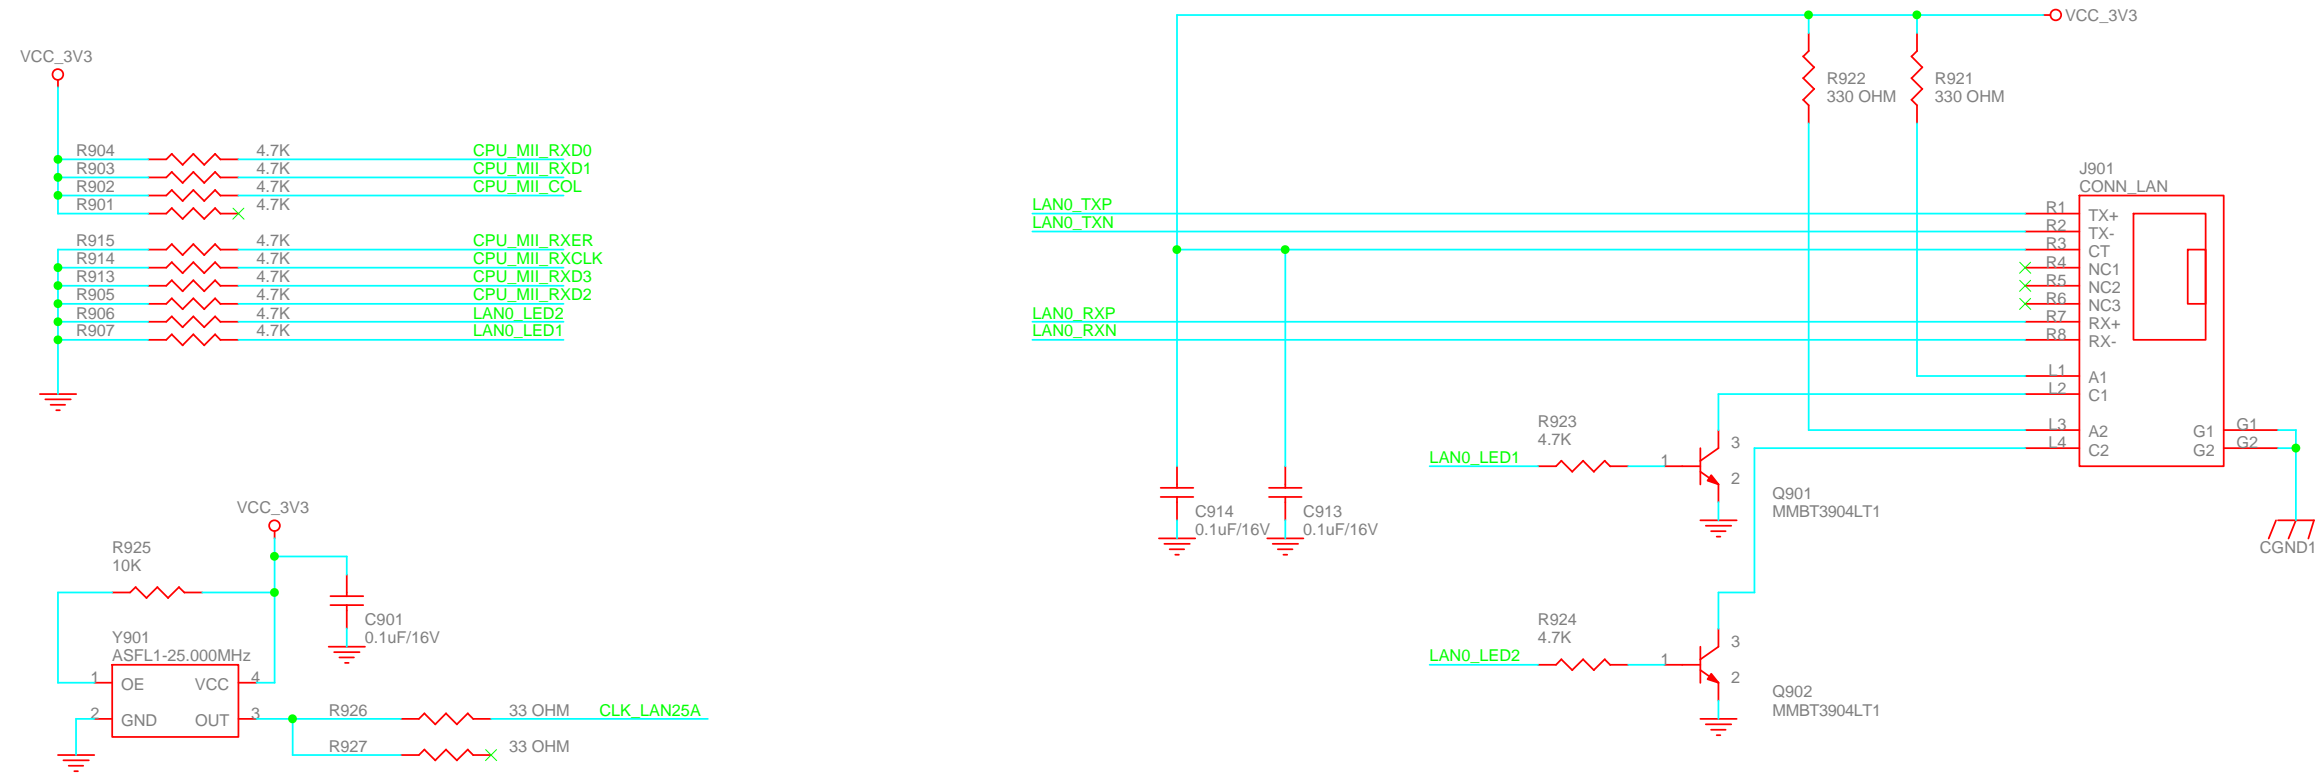 VCC_3V3
R904 4.7K CPU_MII_RXD0
R903 4.7K CPU_MII_RXD1
R902 4.7K CPU_MII_COL
R901 4.7K
R915 4.7K CPU_MII_RXER
R914 4.7K CPU_MII_RXCLK
R913 4.7K CPU_MII_RXD3
R905 4.7K CPU_MII_RXD2
R906 4.7K LAN0_LED2
R907 4.7K LAN0_LED1
VCC_3V3
R925
10K
C901
0.1uF/16V
Y901
ASFL1-25.000MHz
1 OE VCC 4
2 GND OUT 3
R926 33 OHM CLK_LAN25A
R927 33 OHM
VCC_3V3
R922
330 OHM
R921
330 OHM
J901
CONN_LAN
LAN0_TXP R1 TX+
LAN0_TXN R2 TX-
R3 CT
R4 NC1
R5 NC2
R6 NC3
LAN0_RXP R7 RX+
LAN0_RXN R8 RX-
L1 A1
L2 C1
L3 A2 G1 G1
L4 C2 G2 G2
CGND1
C914
0.1uF/16V
C913
0.1uF/16V
R923
4.7K
LAN0_LED1 1 3
2
Q901
MMBT3904LT1
R924
4.7K
LAN0_LED2 1 3
2
Q902
MMBT3904LT1